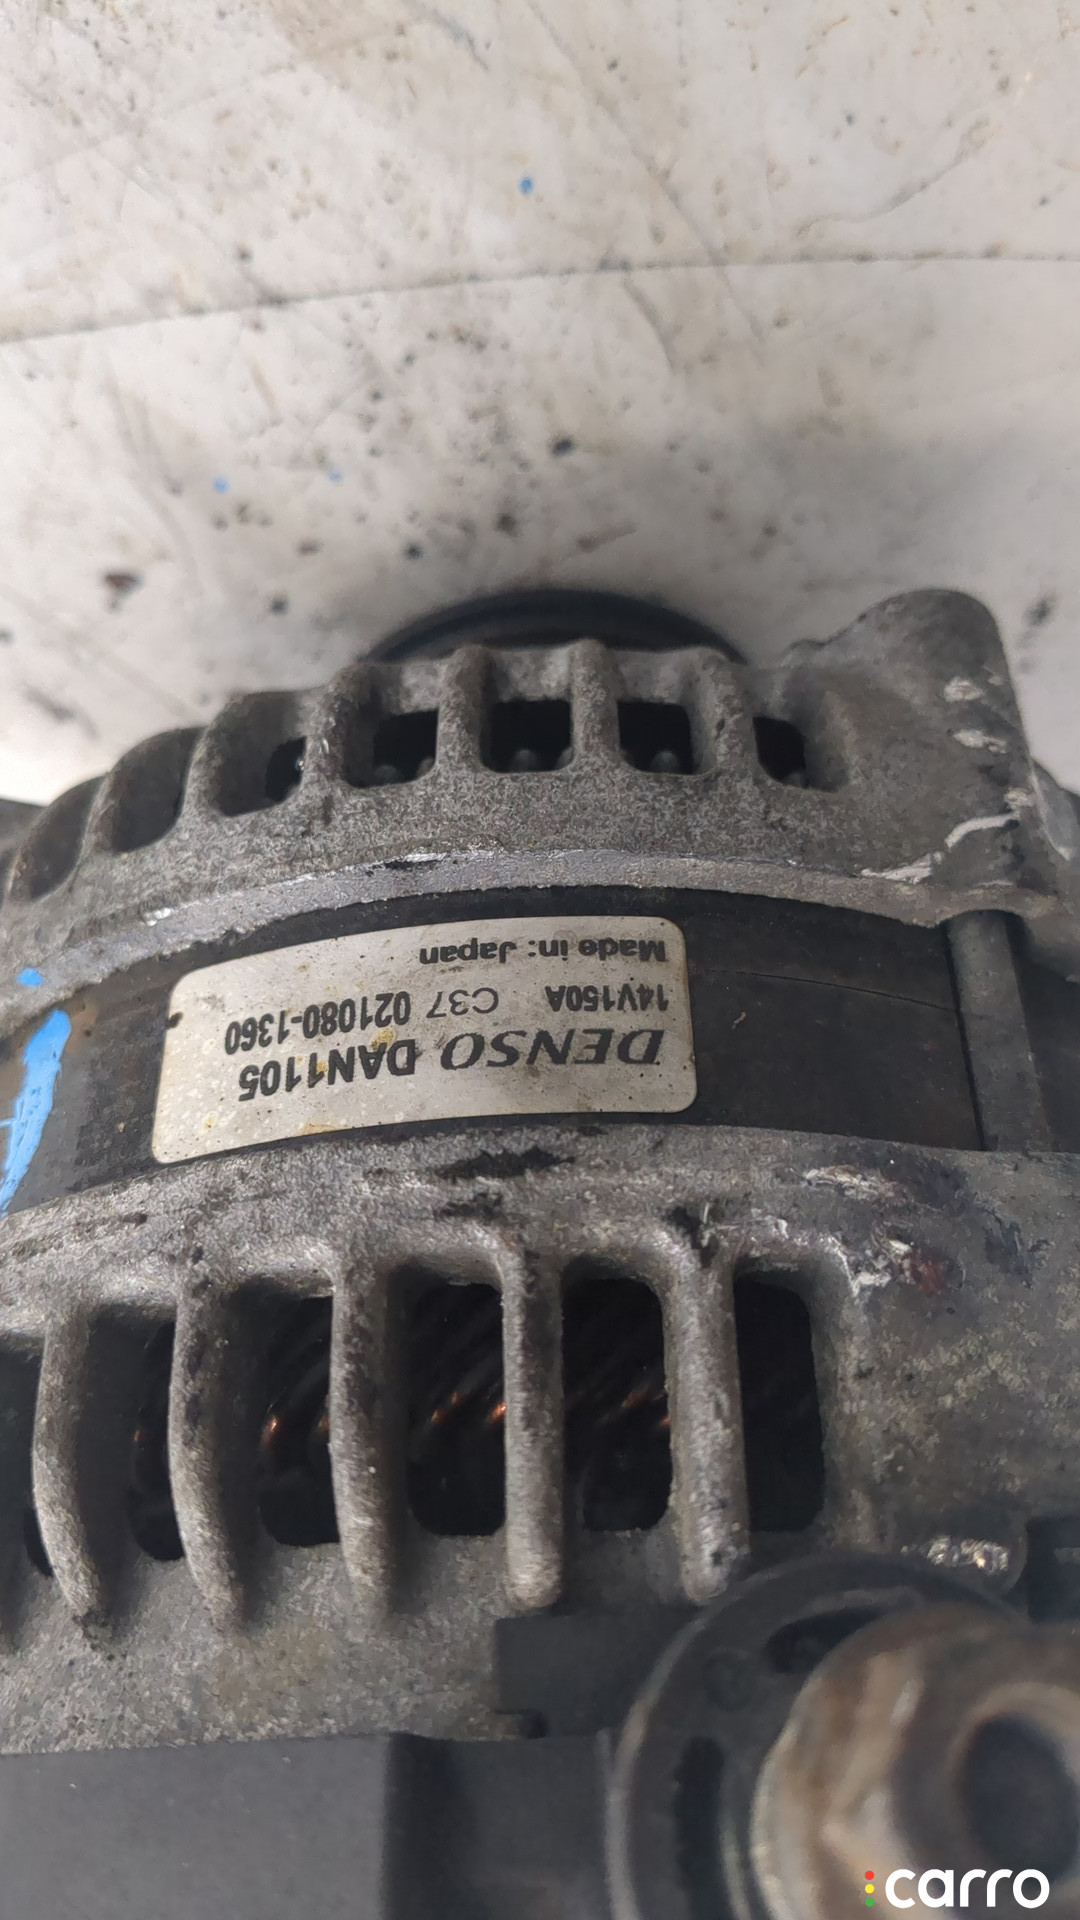 DENSO DAN1105
14V150A C37 021080-1360
Made in: Japan
carro